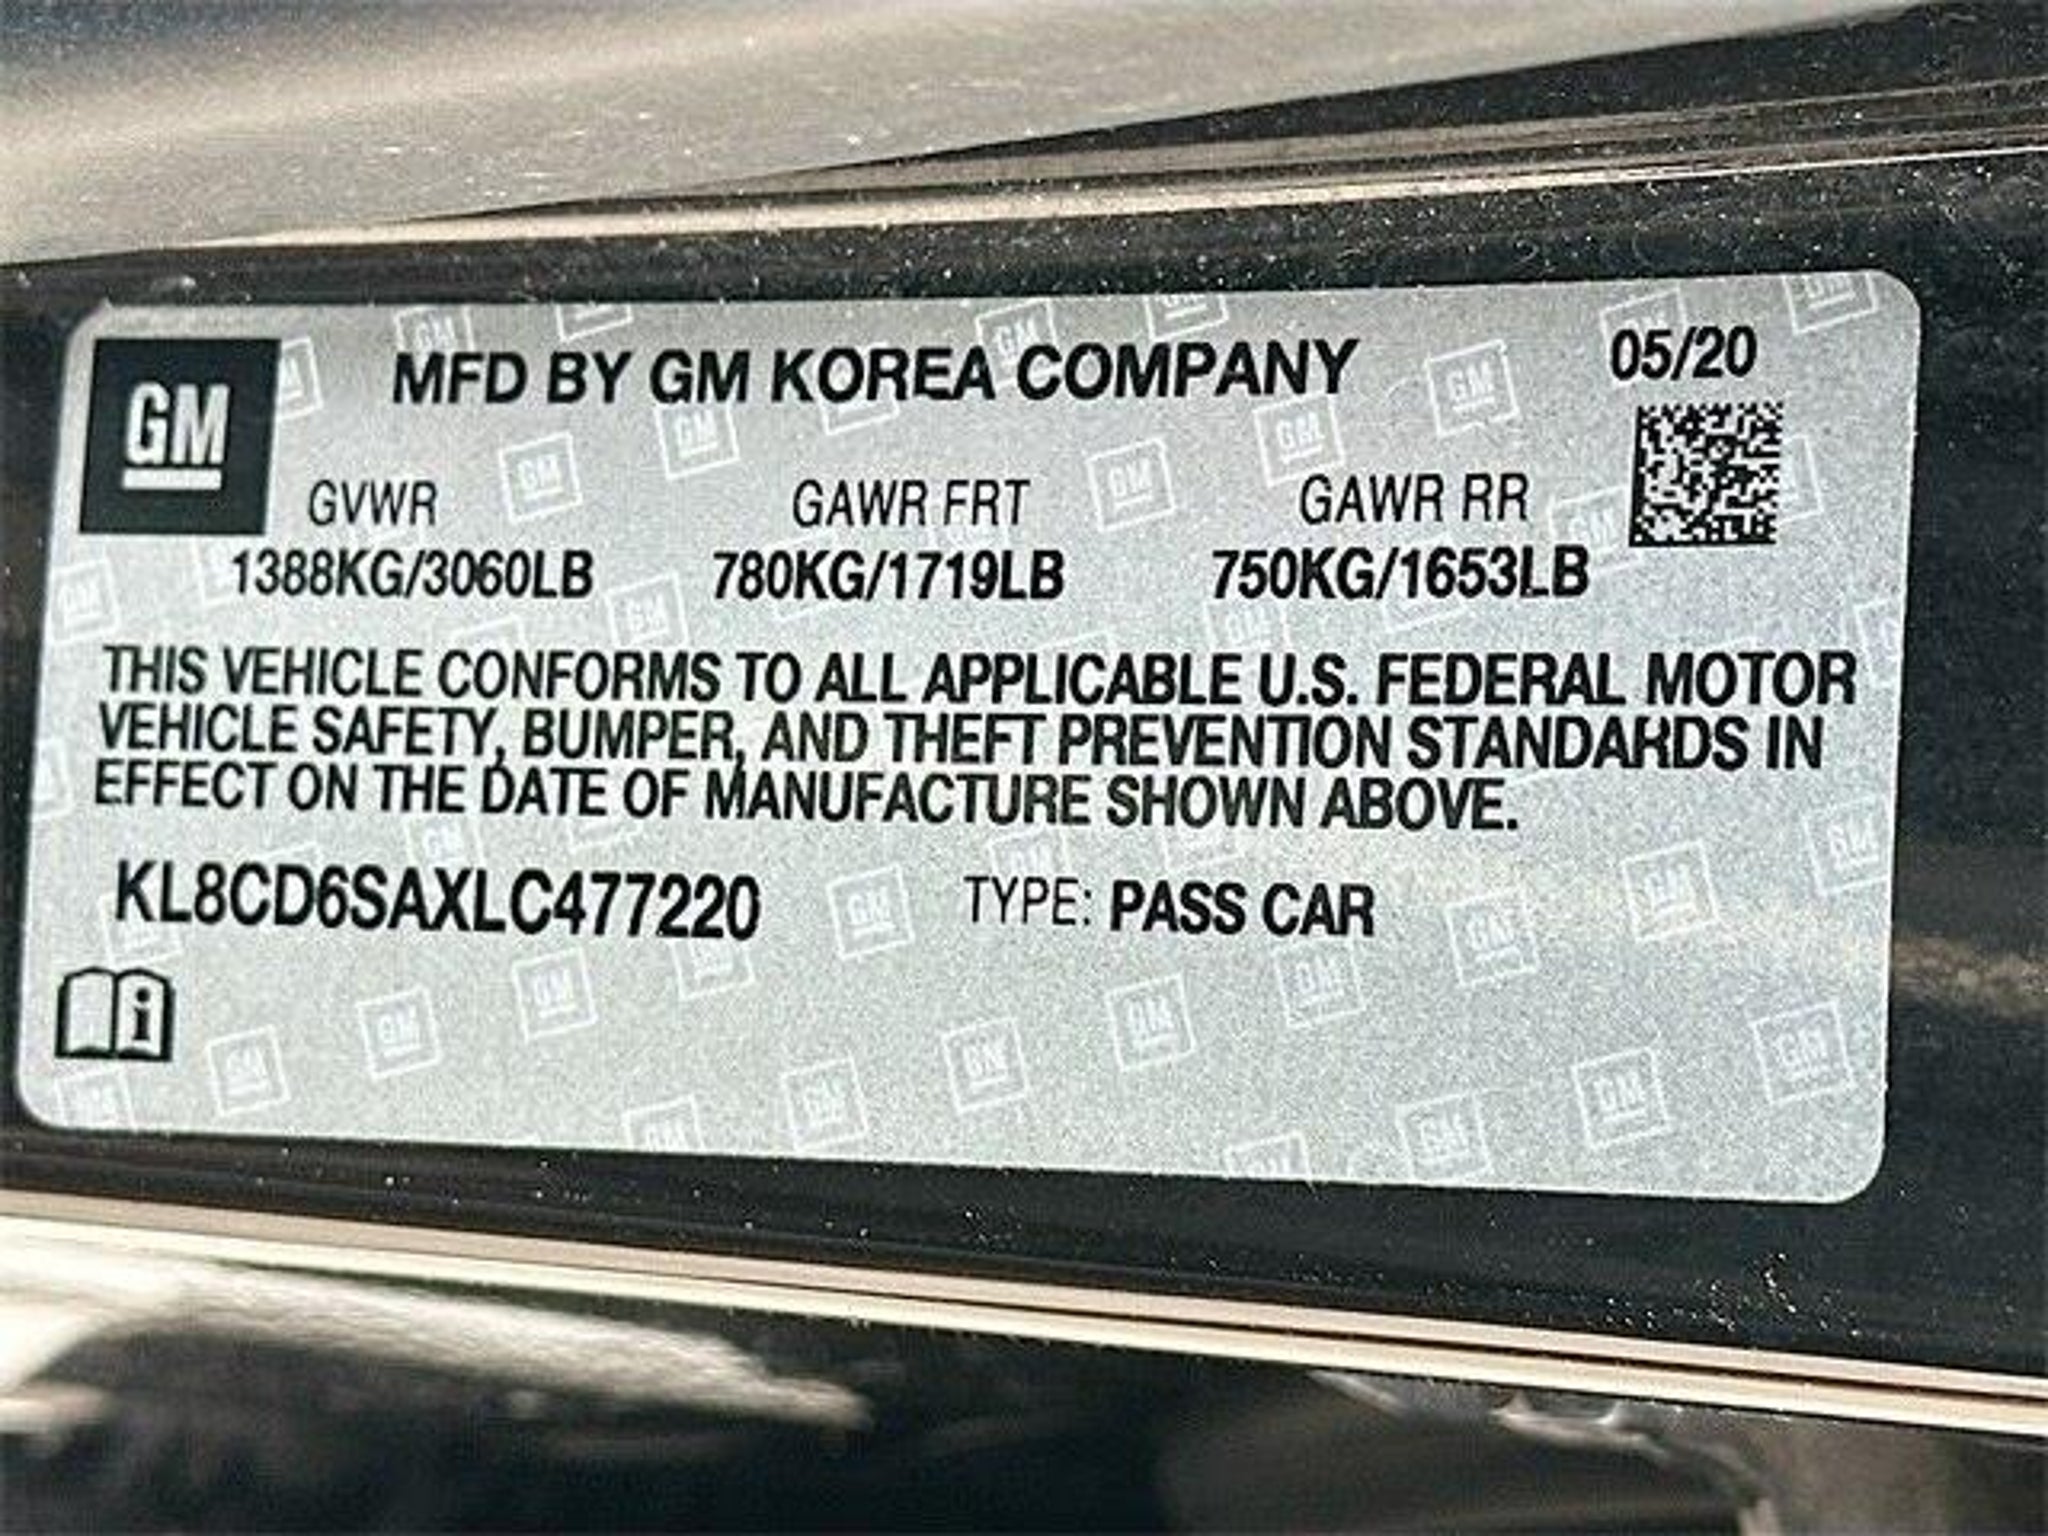 GM
MFD BY GM KOREA COMPANY
05/20
GVWR GAWR FRT GAWR RR
1388KG/3060LB 780KG/1719LB 750KG/1653LB
THIS VEHICLE CONFORMS TO ALL APPLICABLE U.S. FEDERAL MOTOR
VEHICLE SAFETY, BUMPER, AND THEFT PREVENTION STANDARDS IN
EFFECT ON THE DATE OF MANUFACTURE SHOWN ABOVE.
KL8CD6SAXLC477220 TYPE: PASS CAR
i